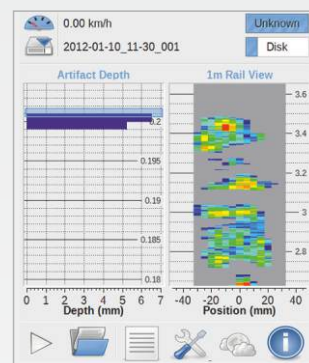 0.00 km/h
Unknown
2012-01-10_11-30_001
Disk
Artifact Depth
1m Rail View
0.2
0.195
0.19
0.185
0.18
3.6
3.4
3.2
3
2.8
0 1 2 3 4 5 6 7
Depth (mm)
-40 -20 0 20 40
Position (mm)